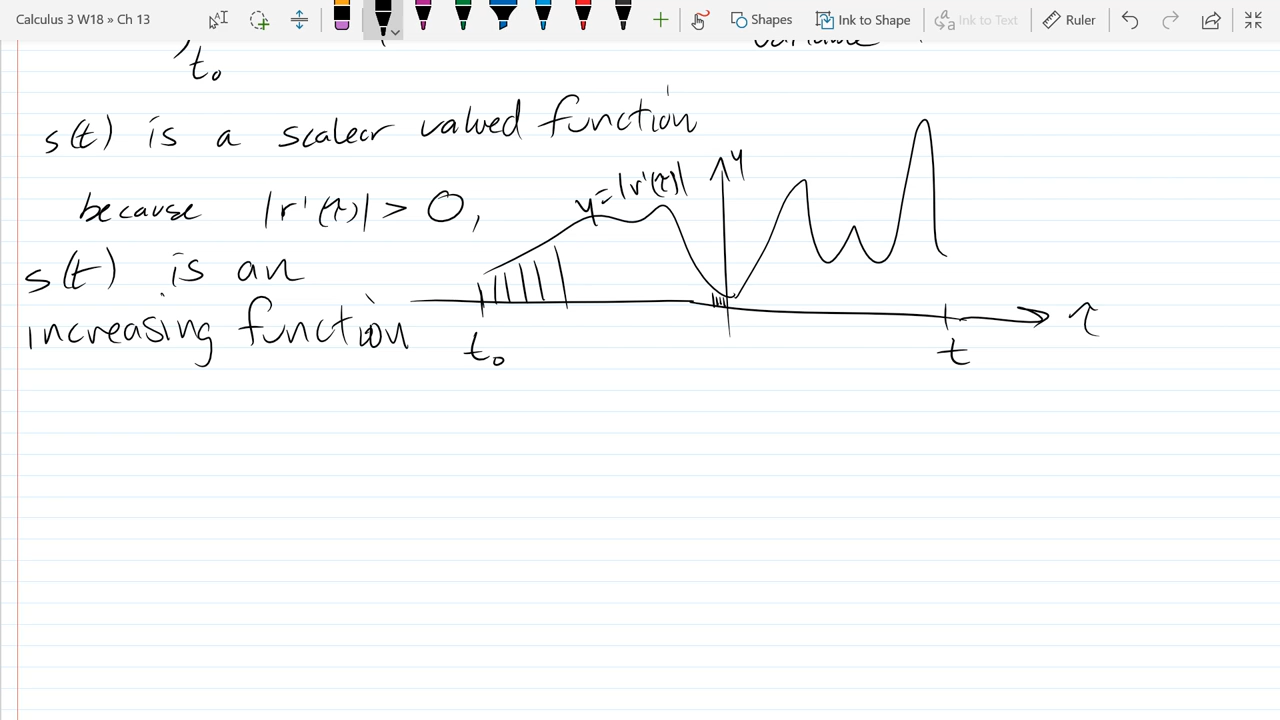 Calculus 3 W18 » Ch 13
Shapes
Ink to Shape
Ink to Text
Ruler
t₀
variable
s(t) is a scalar valued function
because |r'(τ)| > 0,
y=|r'(τ)|
y
s(t) is an
increasing function
t₀
t
τ